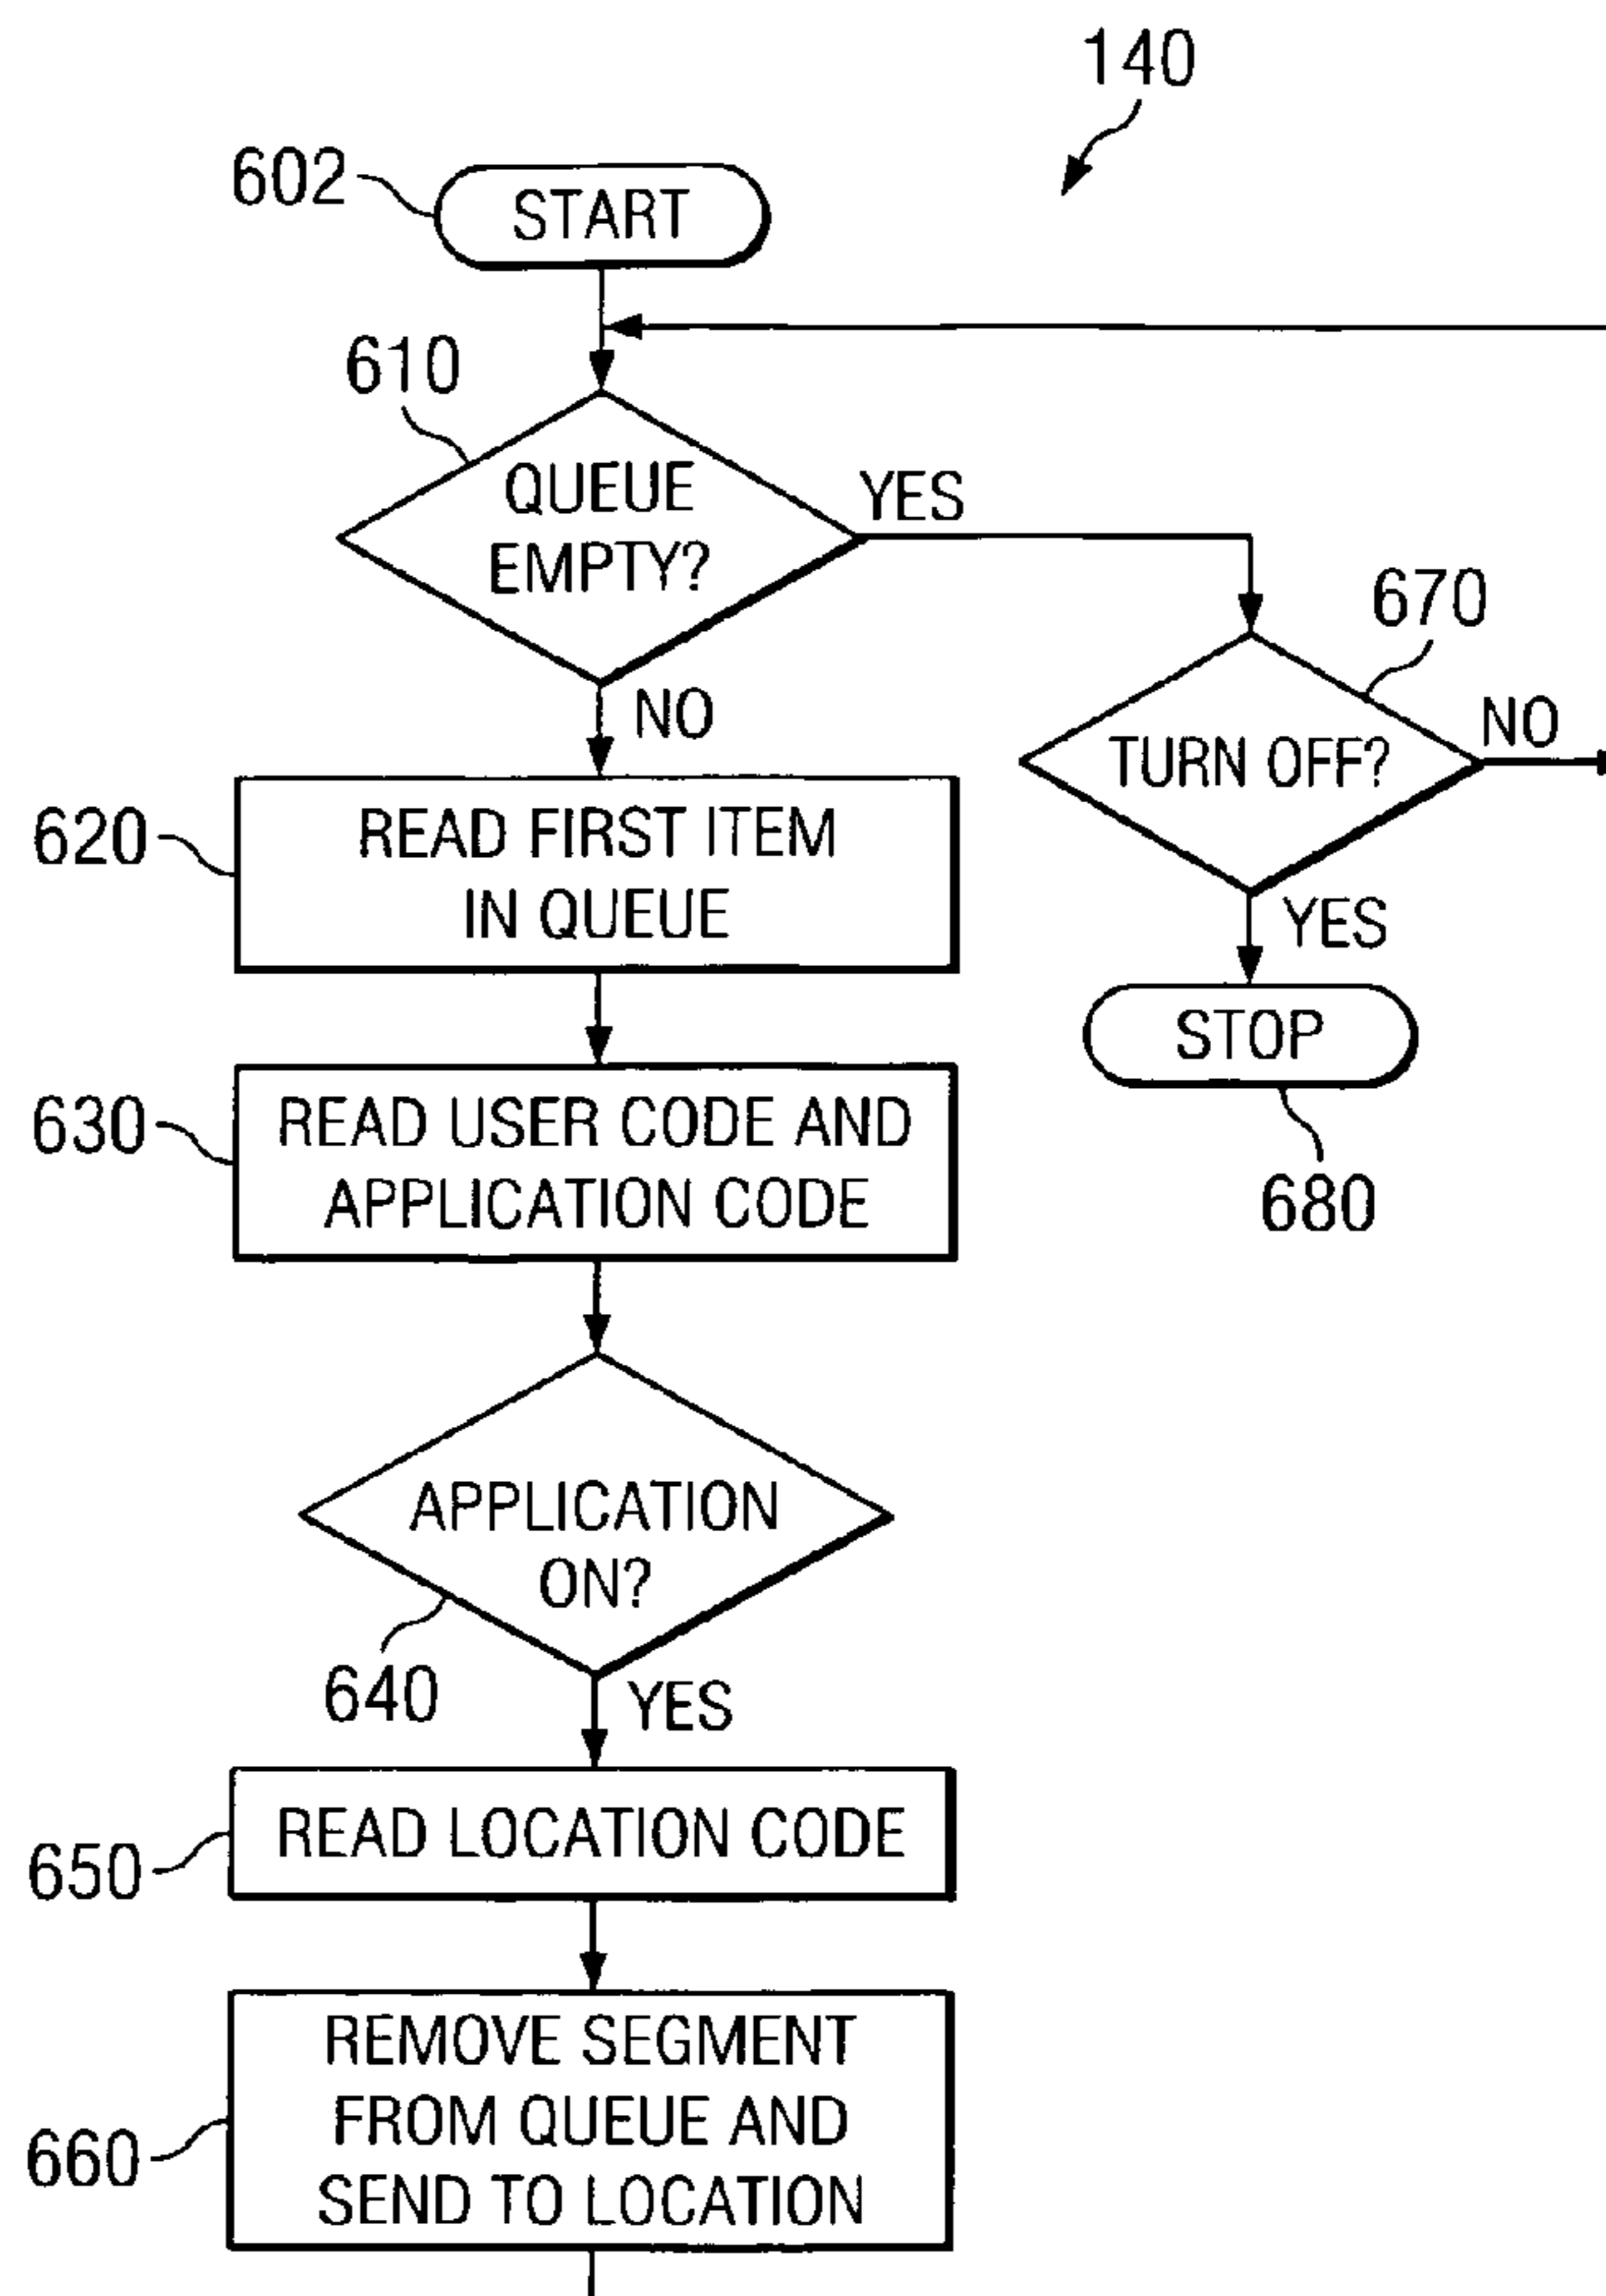 140
602
START
610
QUEUE
EMPTY?
YES
670
NO
TURN OFF?
NO
620
READ FIRST ITEM
IN QUEUE
YES
STOP
680
630
READ USER CODE AND
APPLICATION CODE
APPLICATION
ON?
640
YES
650
READ LOCATION CODE
660
REMOVE SEGMENT
FROM QUEUE AND
SEND TO LOCATION